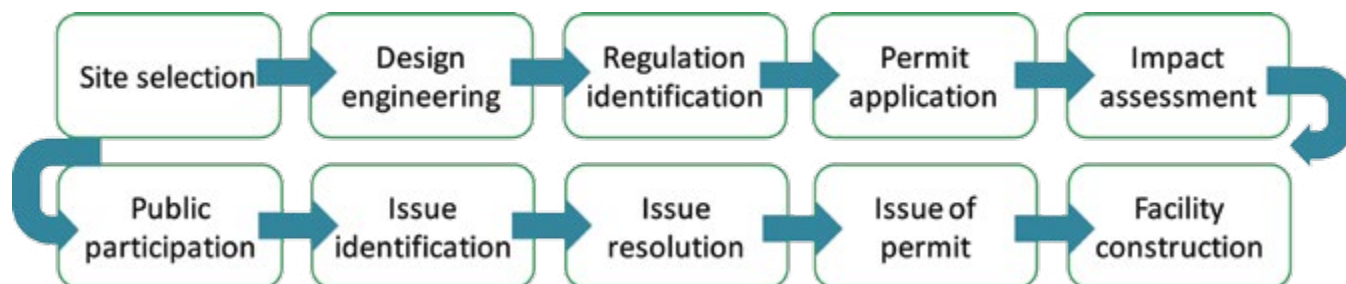 Site selection
Design
engineering
Regulation
identification
Permit
application
Impact
assessment
Public
participation
Issue
identification
Issue
resolution
Issue of
permit
Facility
construction